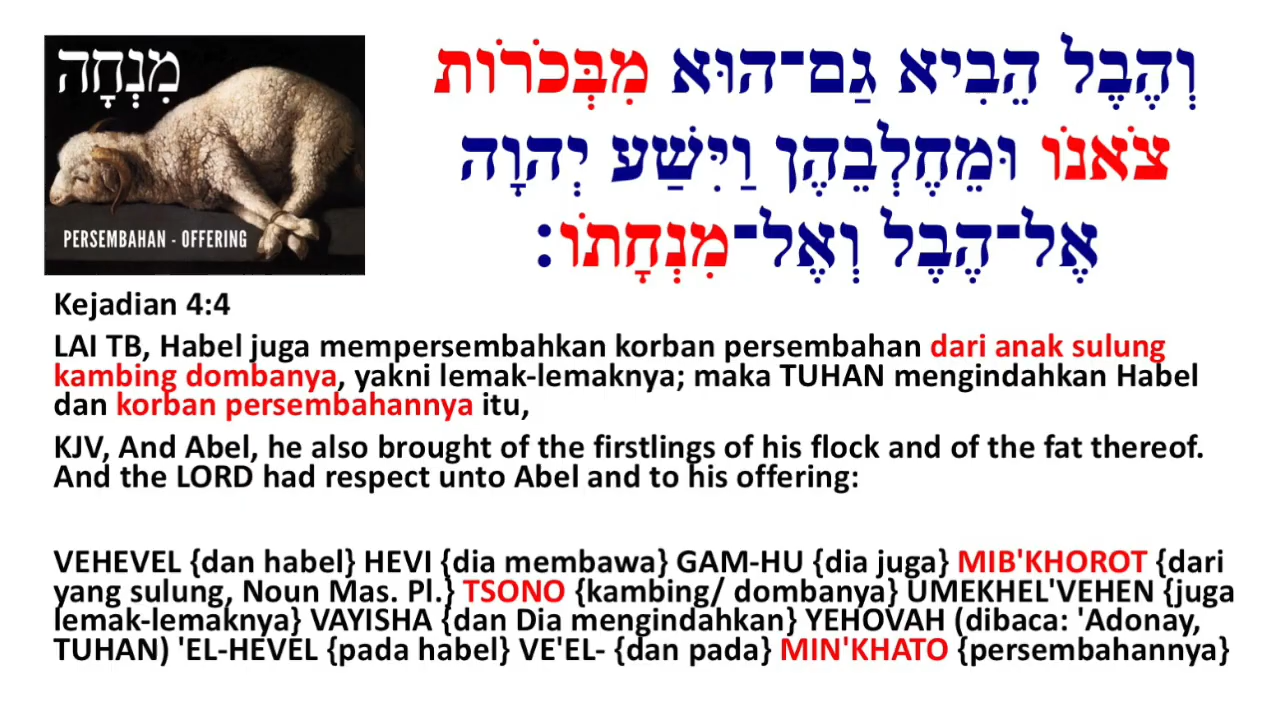 מִנְחָה
PERSEMBAHAN - OFFERING
וְהֶבֶל הֵבִיא גַם־הוּא מִבְּכֹרוֹת
צֹאנוֹ וּמֵחֶלְבֵהֶן וַיִּשַׁע יְהוָה
אֶל־הֶבֶל וְאֶל־מִנְחָתוֹ׃
Kejadian 4:4
LAI TB, Habel juga mempersembahkan korban persembahan dari anak sulung
kambing dombanya, yakni lemak-lemaknya; maka TUHAN mengindahkan Habel
dan korban persembahannya itu,
KJV, And Abel, he also brought of the firstlings of his flock and of the fat thereof.
And the LORD had respect unto Abel and to his offering:
VEHEVEL {dan habel} HEVI {dia membawa} GAM-HU {dia juga} MIB'KHOROT {dari
yang sulung, Noun Mas. Pl.} TSONO {kambing/ dombanya} UMEKHEL'VEHEN {juga
lemak-lemaknya} VAYISHA {dan Dia mengindahkan} YEHOVAH (dibaca: 'Adonay,
TUHAN) 'EL-HEVEL {pada habel} VE'EL- {dan pada} MIN'KHATO {persembahannya}